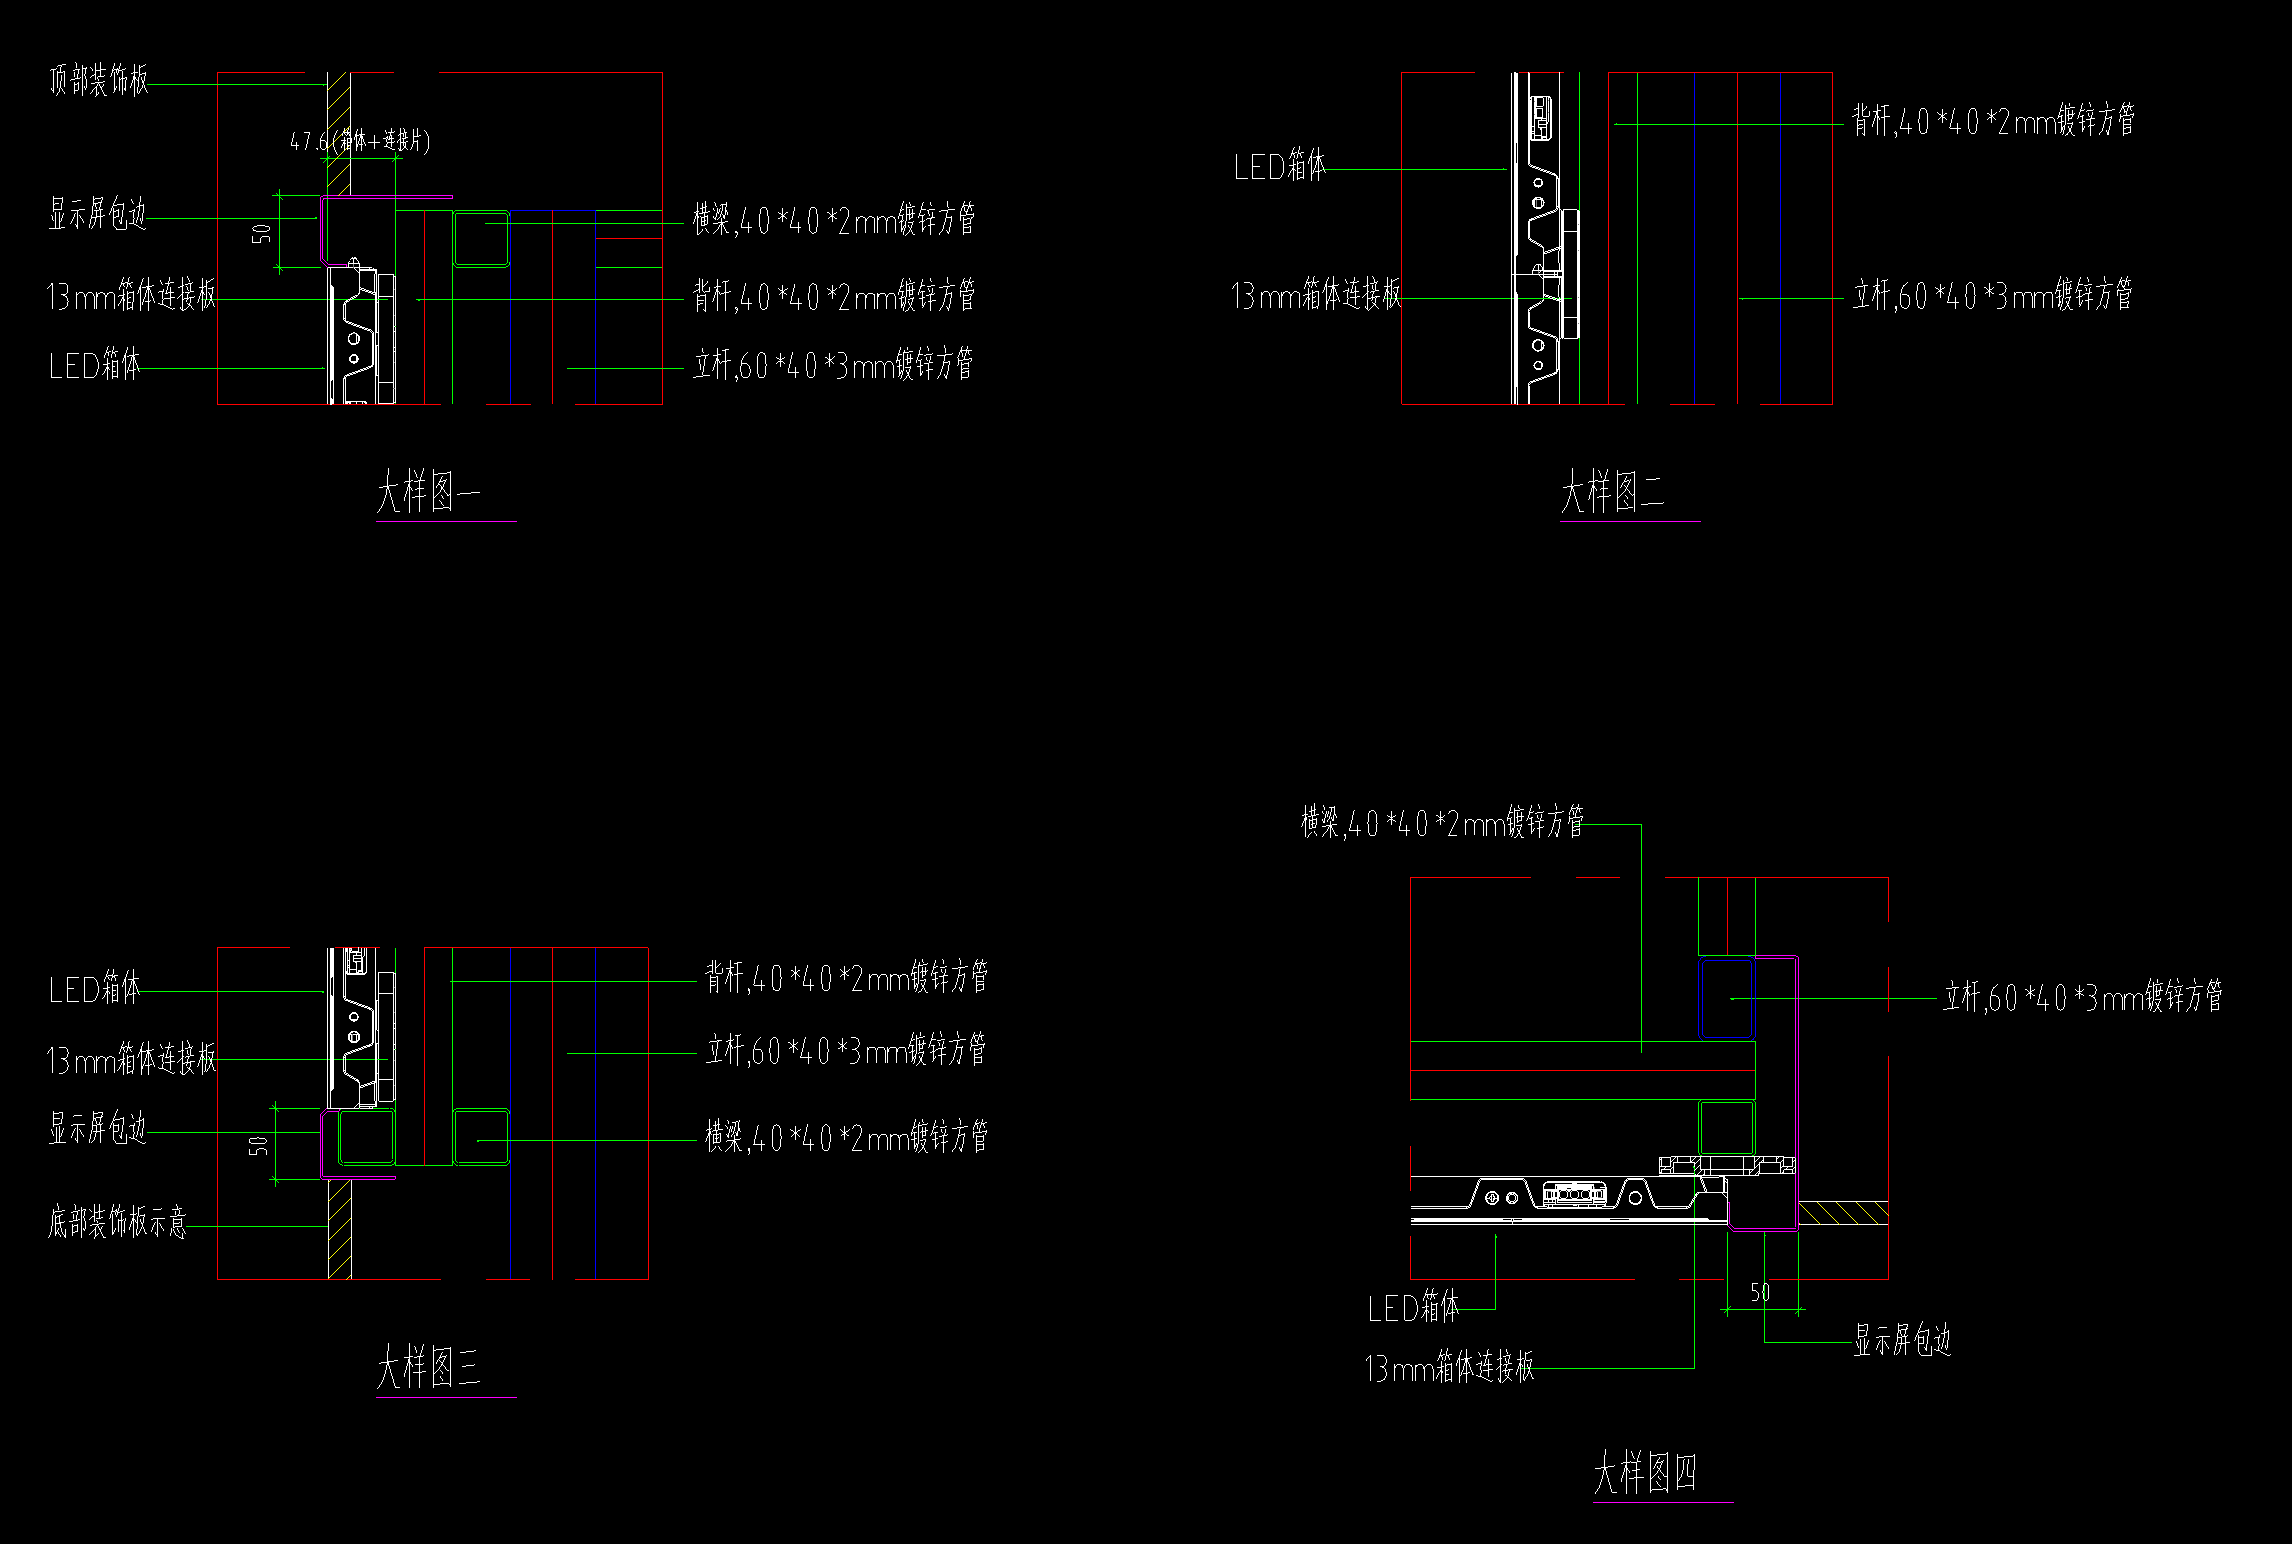 顶部装饰板
47.6(箱体+连接片)
显示屏包边
50
13mm箱体连接板
LED箱体
横梁,40*40*2mm镀锌方管
背杆,40*40*2mm镀锌方管
立杆,60*40*3mm镀锌方管
大样图一
LED箱体
13mm箱体连接板
背杆,40*40*2mm镀锌方管
立杆,60*40*3mm镀锌方管
大样图二
LED箱体
13mm箱体连接板
显示屏包边
50
底部装饰板示意
背杆,40*40*2mm镀锌方管
立杆,60*40*3mm镀锌方管
横梁,40*40*2mm镀锌方管
大样图三
横梁,40*40*2mm镀锌方管
立杆,60*40*3mm镀锌方管
50
LED箱体
显示屏包边
13mm箱体连接板
大样图四